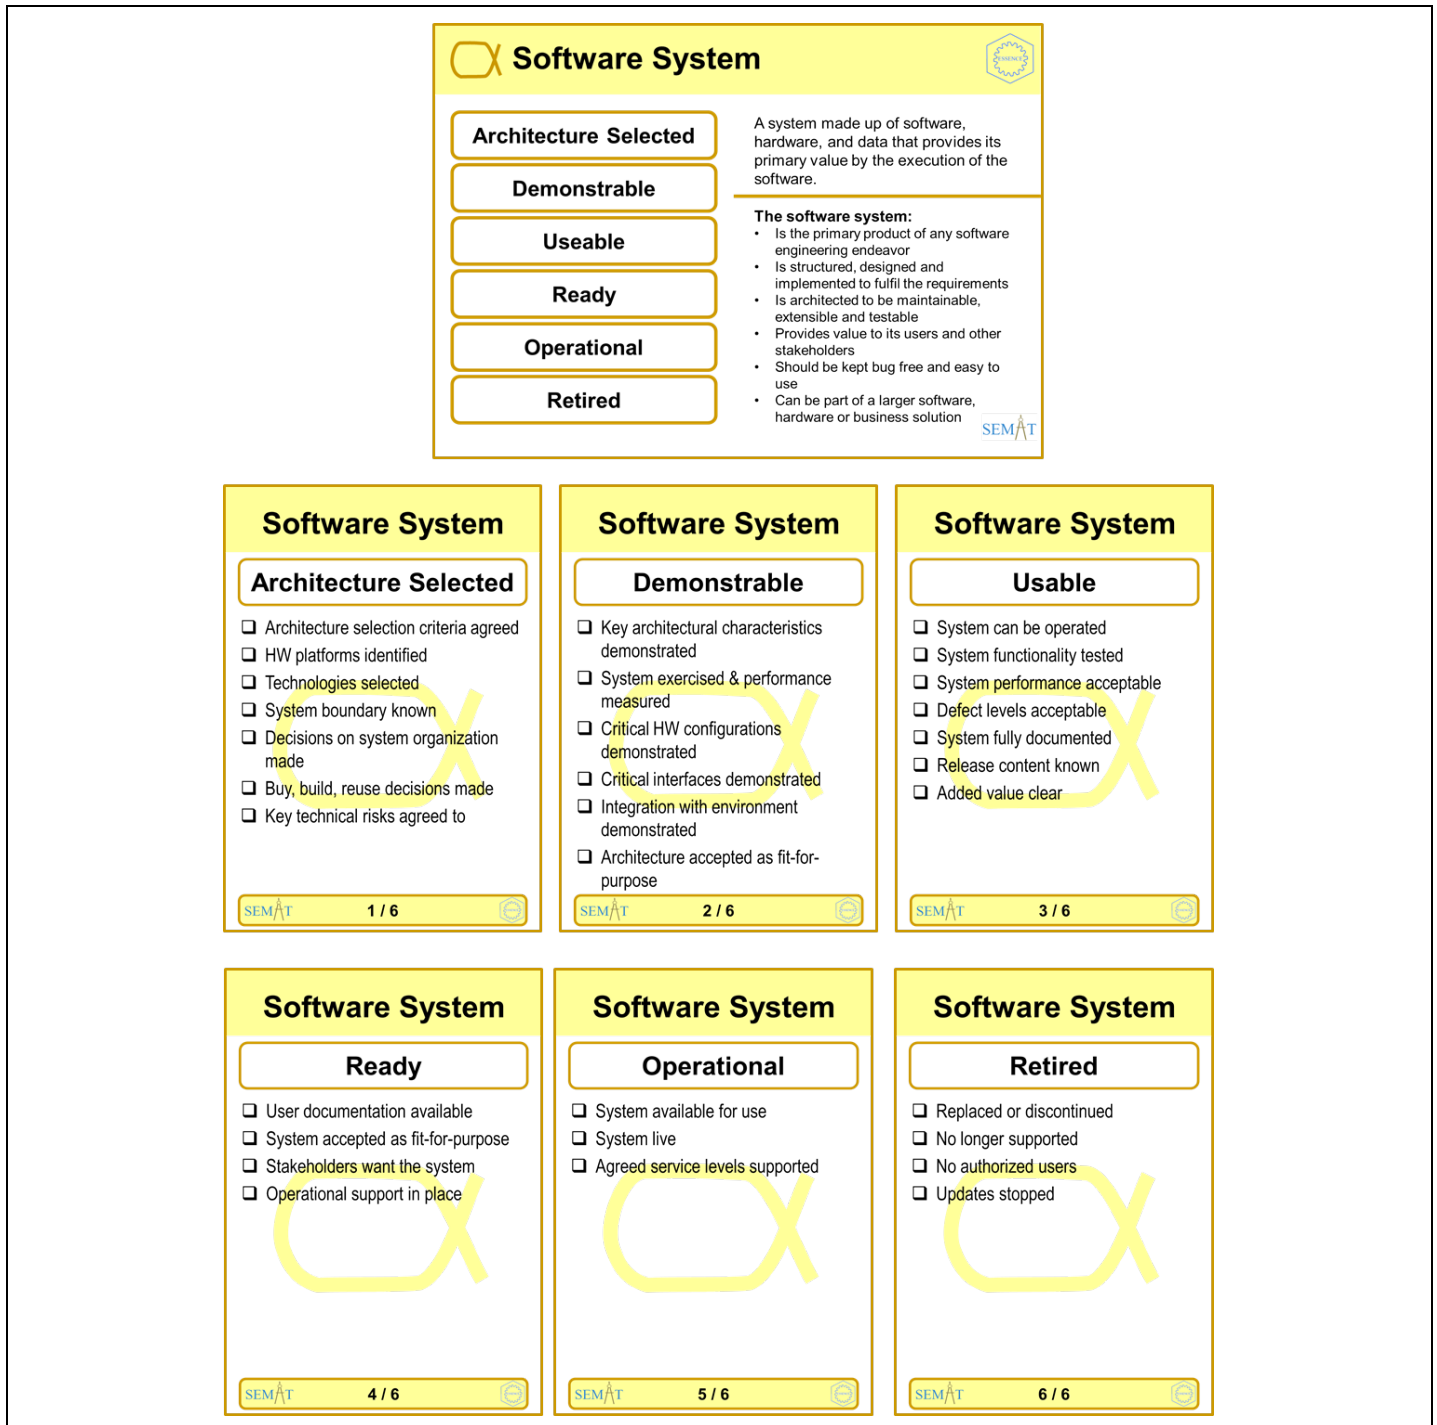 Software System
ESSENCE
Architecture Selected
Demonstrable
Useable
Ready
Operational
Retired
A system made up of software,
hardware, and data that provides its
primary value by the execution of the
software.
The software system:
• Is the primary product of any software
engineering endeavor
• Is structured, designed and
implemented to fulfil the requirements
• Is architected to be maintainable,
extensible and testable
• Provides value to its users and other
stakeholders
• Should be kept bug free and easy to
use
• Can be part of a larger software,
hardware or business solution
SEMAT
Software System
Architecture Selected
❑ Architecture selection criteria agreed
❑ HW platforms identified
❑ Technologies selected
❑ System boundary known
❑ Decisions on system organization
made
❑ Buy, build, reuse decisions made
❑ Key technical risks agreed to
SEMAT 1 / 6
Software System
Demonstrable
❑ Key architectural characteristics
demonstrated
❑ System exercised & performance
measured
❑ Critical HW configurations
demonstrated
❑ Critical interfaces demonstrated
❑ Integration with environment
demonstrated
❑ Architecture accepted as fit-for-
purpose
SEMAT 2 / 6
Software System
Usable
❑ System can be operated
❑ System functionality tested
❑ System performance acceptable
❑ Defect levels acceptable
❑ System fully documented
❑ Release content known
❑ Added value clear
SEMAT 3 / 6
Software System
Ready
❑ User documentation available
❑ System accepted as fit-for-purpose
❑ Stakeholders want the system
❑ Operational support in place
SEMAT 4 / 6
Software System
Operational
❑ System available for use
❑ System live
❑ Agreed service levels supported
SEMAT 5 / 6
Software System
Retired
❑ Replaced or discontinued
❑ No longer supported
❑ No authorized users
❑ Updates stopped
SEMAT 6 / 6